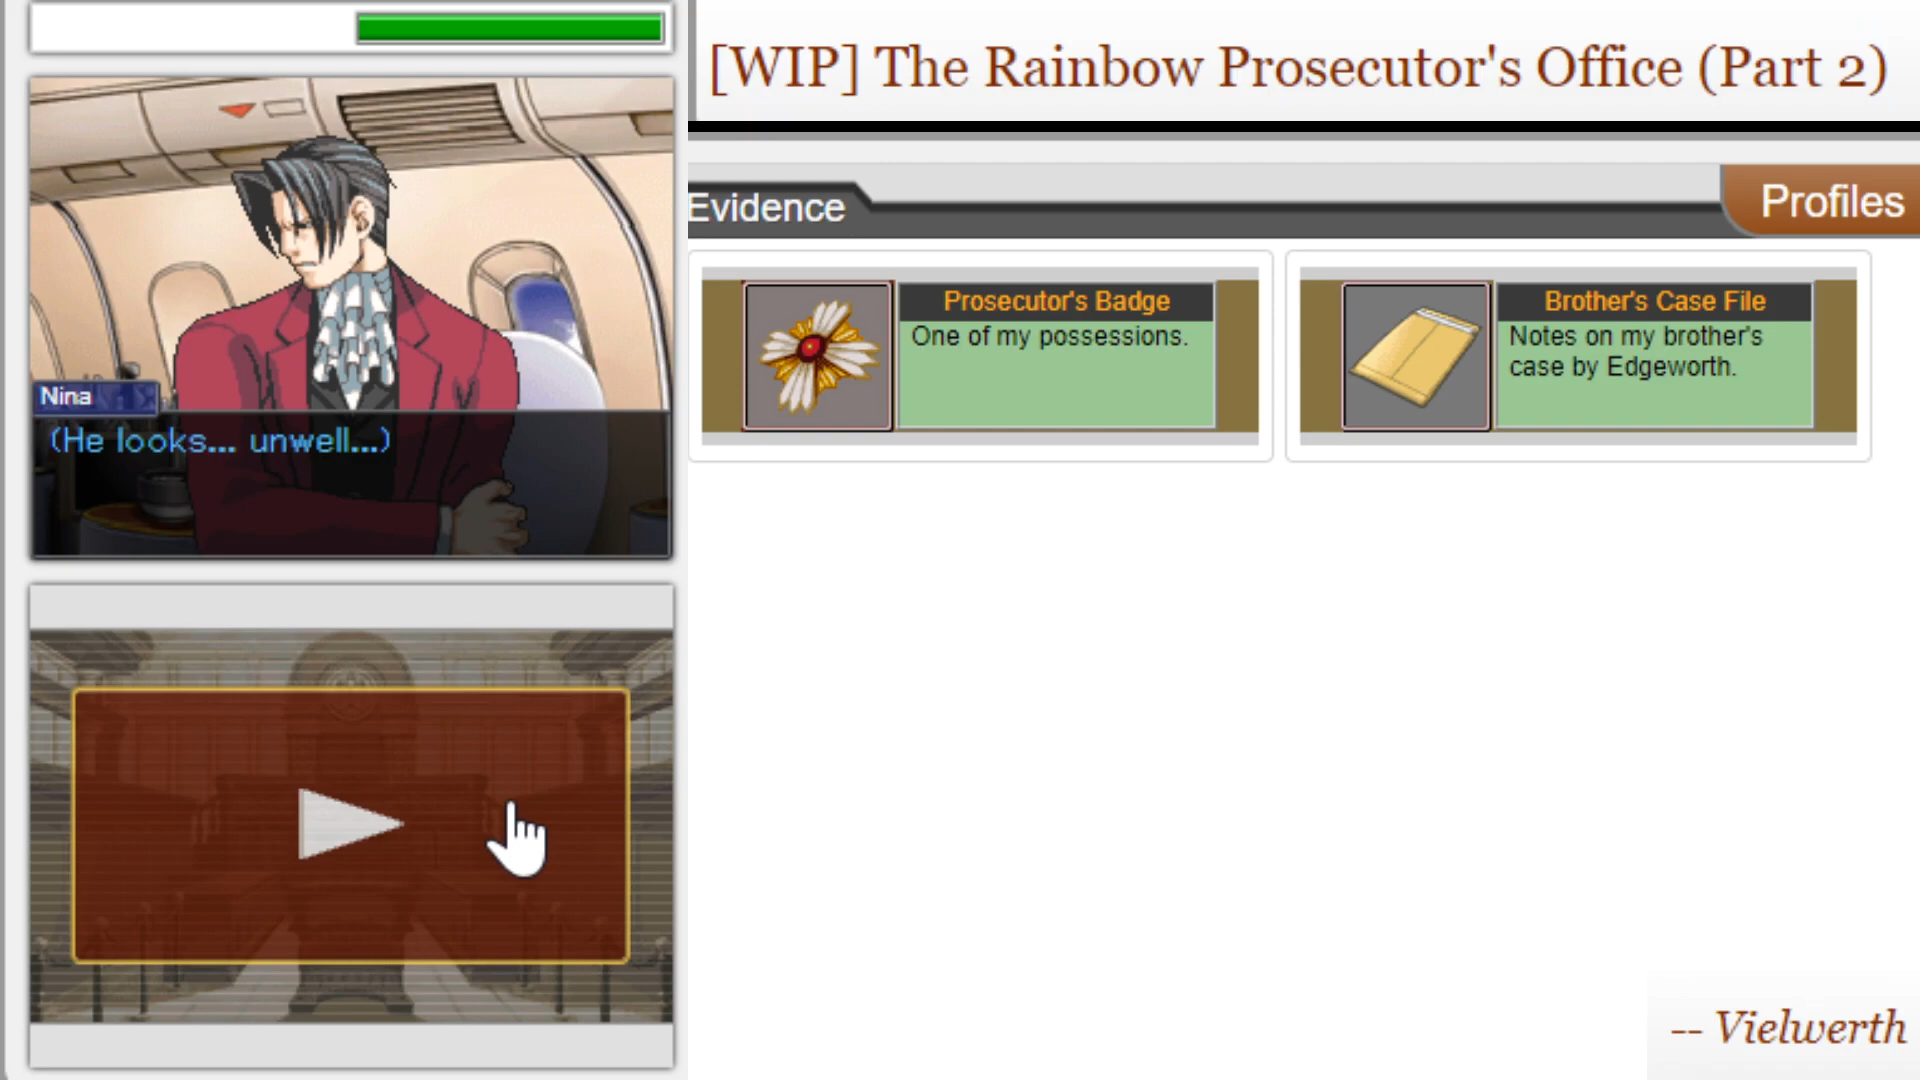 [WIP] The Rainbow Prosecutor's Office (Part 2)
Evidence
Profiles
Prosecutor's Badge
One of my possessions.
Brother's Case File
Notes on my brother's
case by Edgeworth.
Nina
(He looks... unwell...)
-- Vielwerth